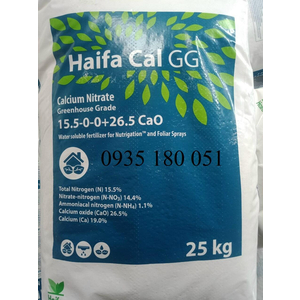 Haifa Cal GG
Calcium Nitrate
Greenhouse Grade
15.5-0-0+26.5 CaO
Water soluble fertilizer for Nutrigation™ and Foliar Sprays
0935 180 051
Total Nitrogen (N) 15.5%
Nitrate-nitrogen (N-NO₃) 14.4%
Ammoniacal nitrogen (N-NH₄) 1.1%
Calcium oxide (CaO) 26.5%
Calcium (Ca) 19.0%
25 kg